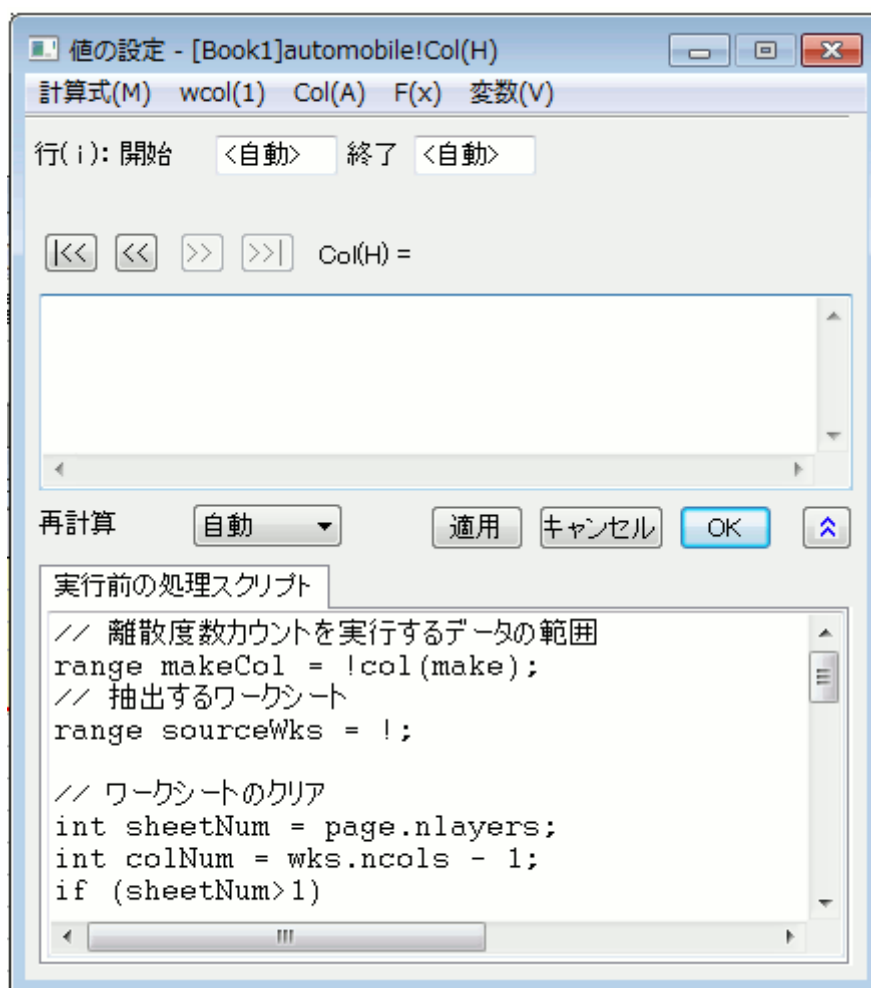 値の設定 - [Book1]automobile!Col(H)
計算式(M) wcol(1) Col(A) F(x) 変数(V)
行(i): 開始 <自動> 終了 <自動>
|<< << >> >>| Col(H) =
再計算 自動 適用 キャンセル OK
実行前の処理スクリプト
// 離散度数カウントを実行するデータの範囲
range makeCol = !col(make);
// 抽出するワークシート
range sourceWks = !;
// ワークシートのクリア
int sheetNum = page.nlayers;
int colNum = wks.ncols - 1;
if (sheetNum>1)